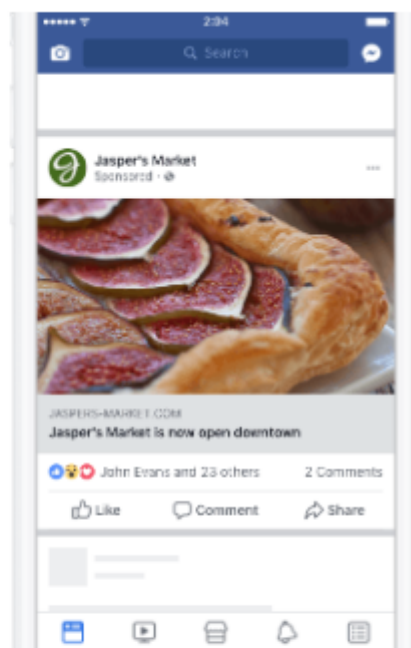 2:04
Search
Jasper's Market
Sponsored ·
JASPERS-MARKET.COM
Jasper's Market is now open downtown
John Evans and 23 others 2 Comments
Like Comment Share